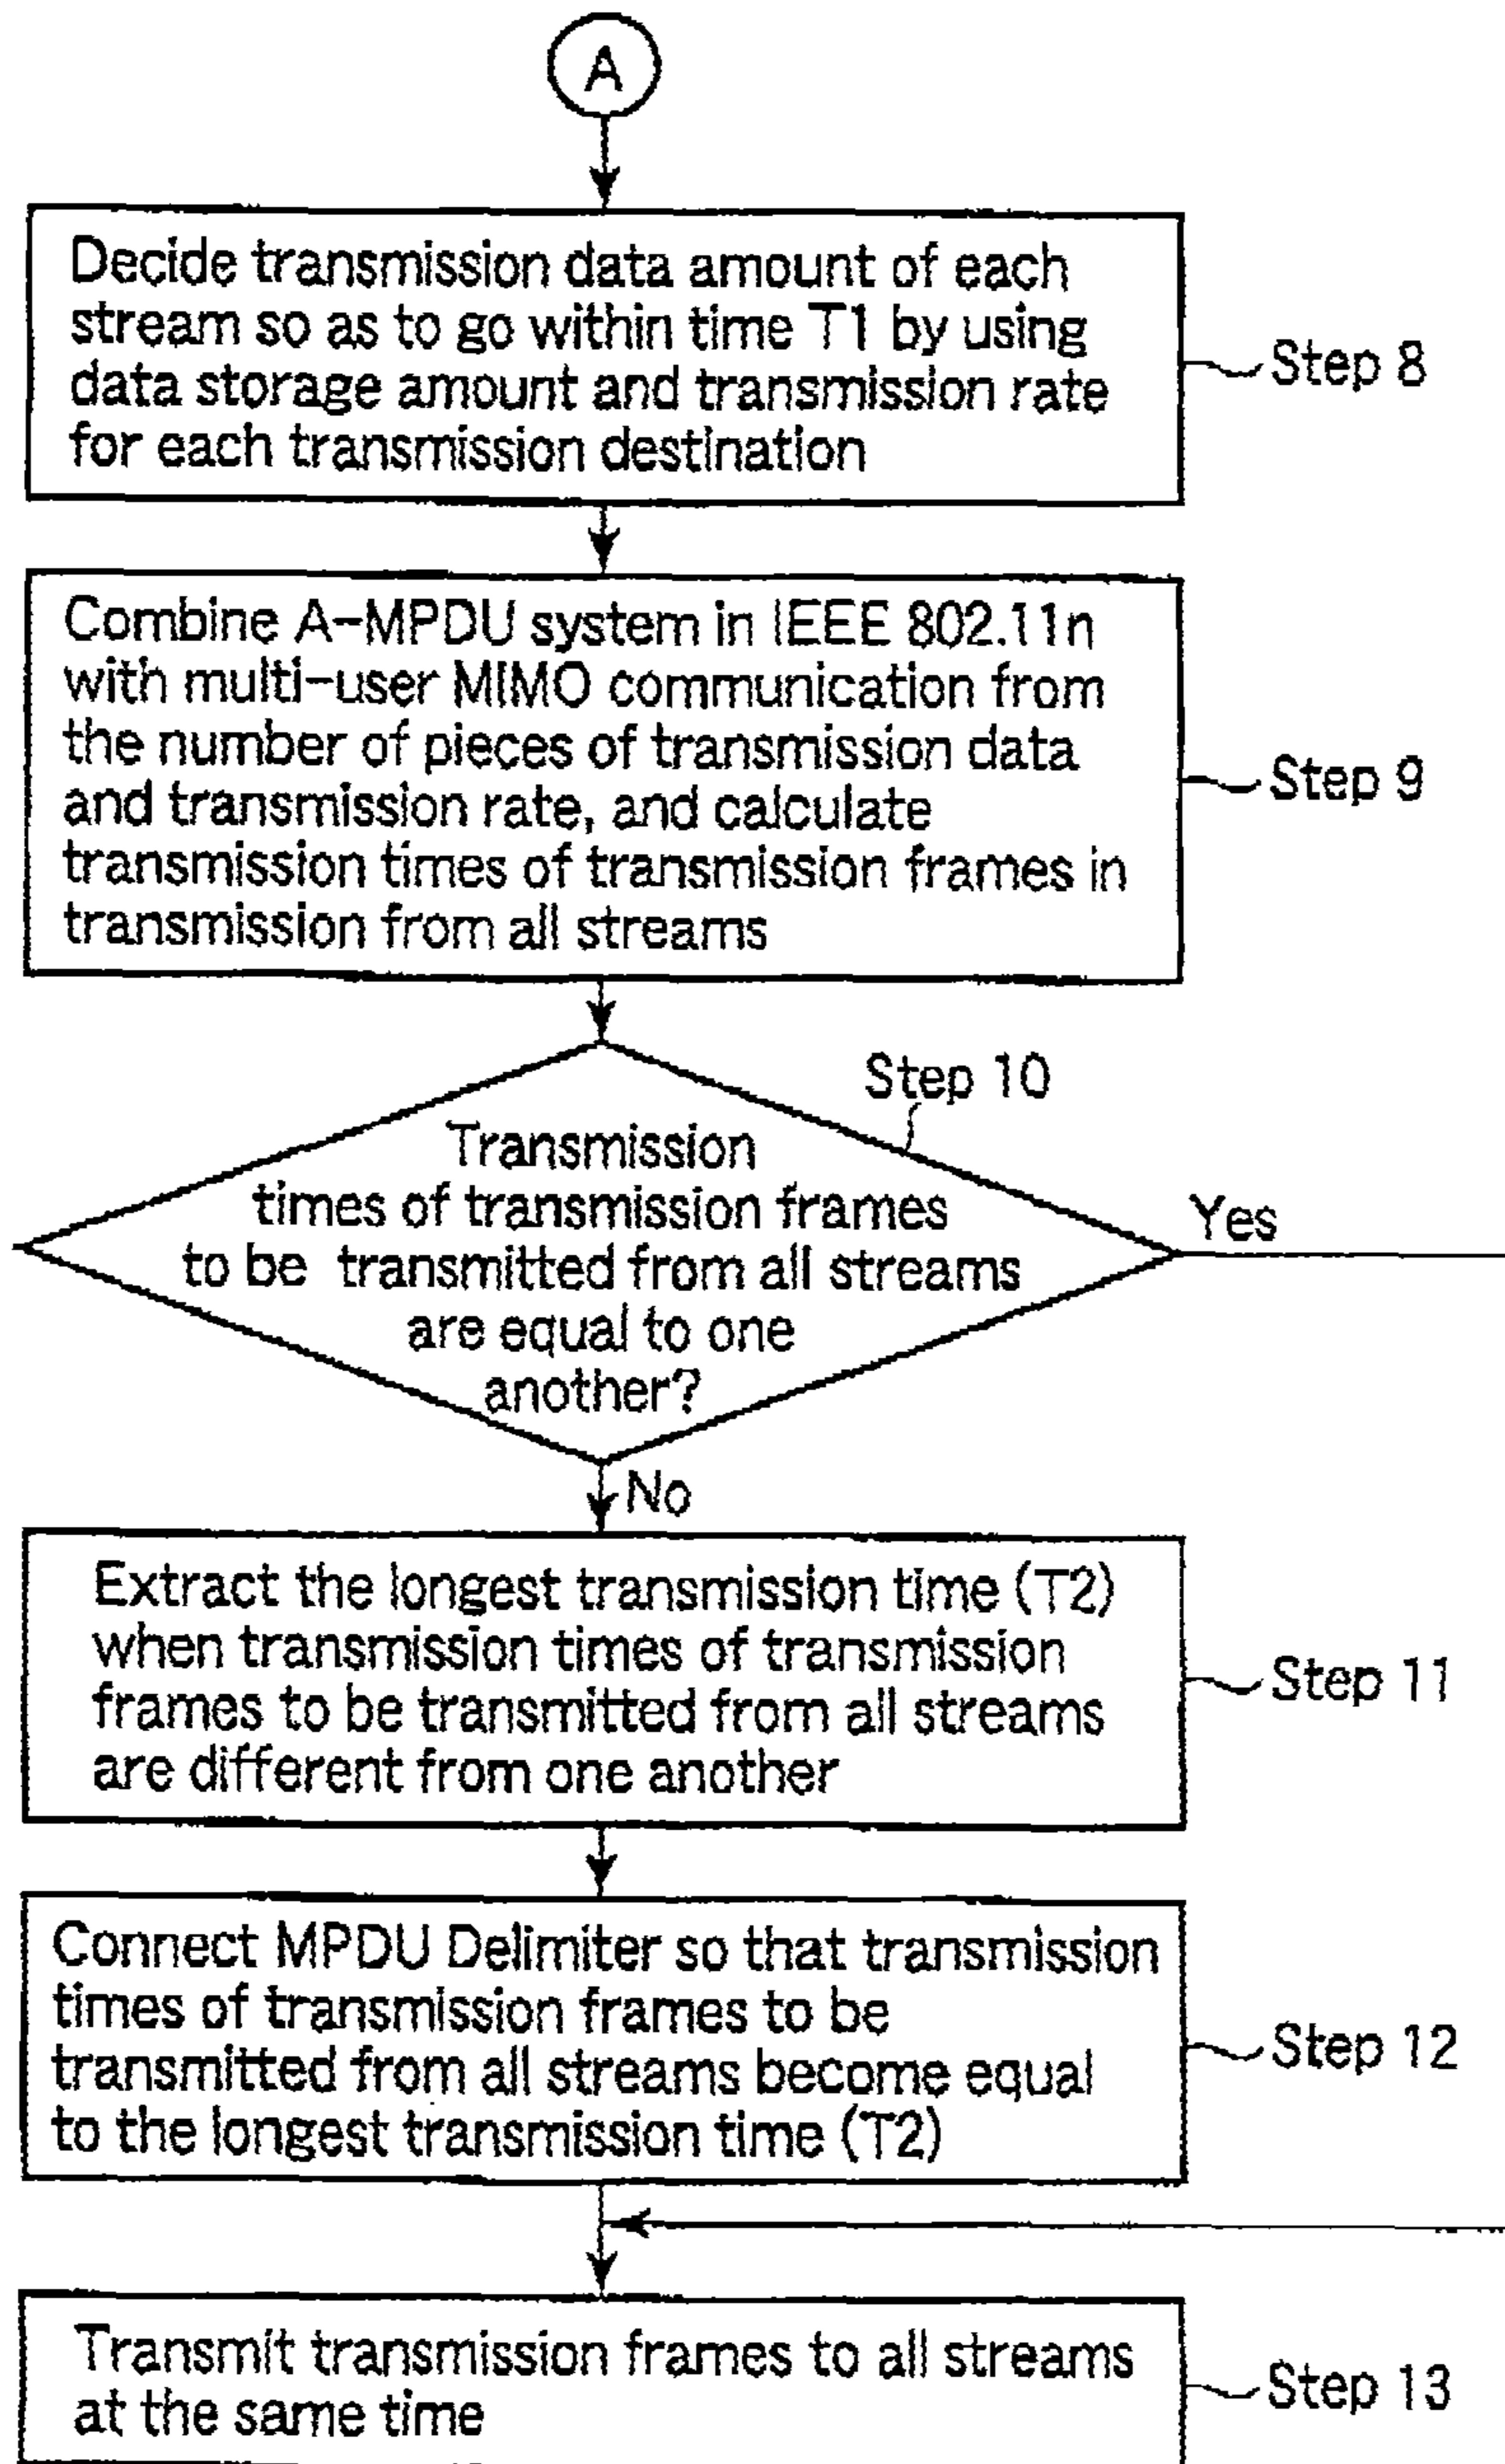 A
Decide transmission data amount of each
stream so as to go within time T1 by using
data storage amount and transmission rate
for each transmission destination
Step 8
Combine A-MPDU system in IEEE 802.11n
with multi-user MIMO communication from
the number of pieces of transmission data
and transmission rate, and calculate
transmission times of transmission frames in
transmission from all streams
Step 9
Step 10
Transmission
times of transmission frames
to be transmitted from all streams
are equal to one
another?
Yes
No
Extract the longest transmission time (T2)
when transmission times of transmission
frames to be transmitted from all streams
are different from one another
Step 11
Connect MPDU Delimiter so that transmission
times of transmission frames to be
transmitted from all streams become equal
to the longest transmission time (T2)
Step 12
Transmit transmission frames to all streams
at the same time
Step 13